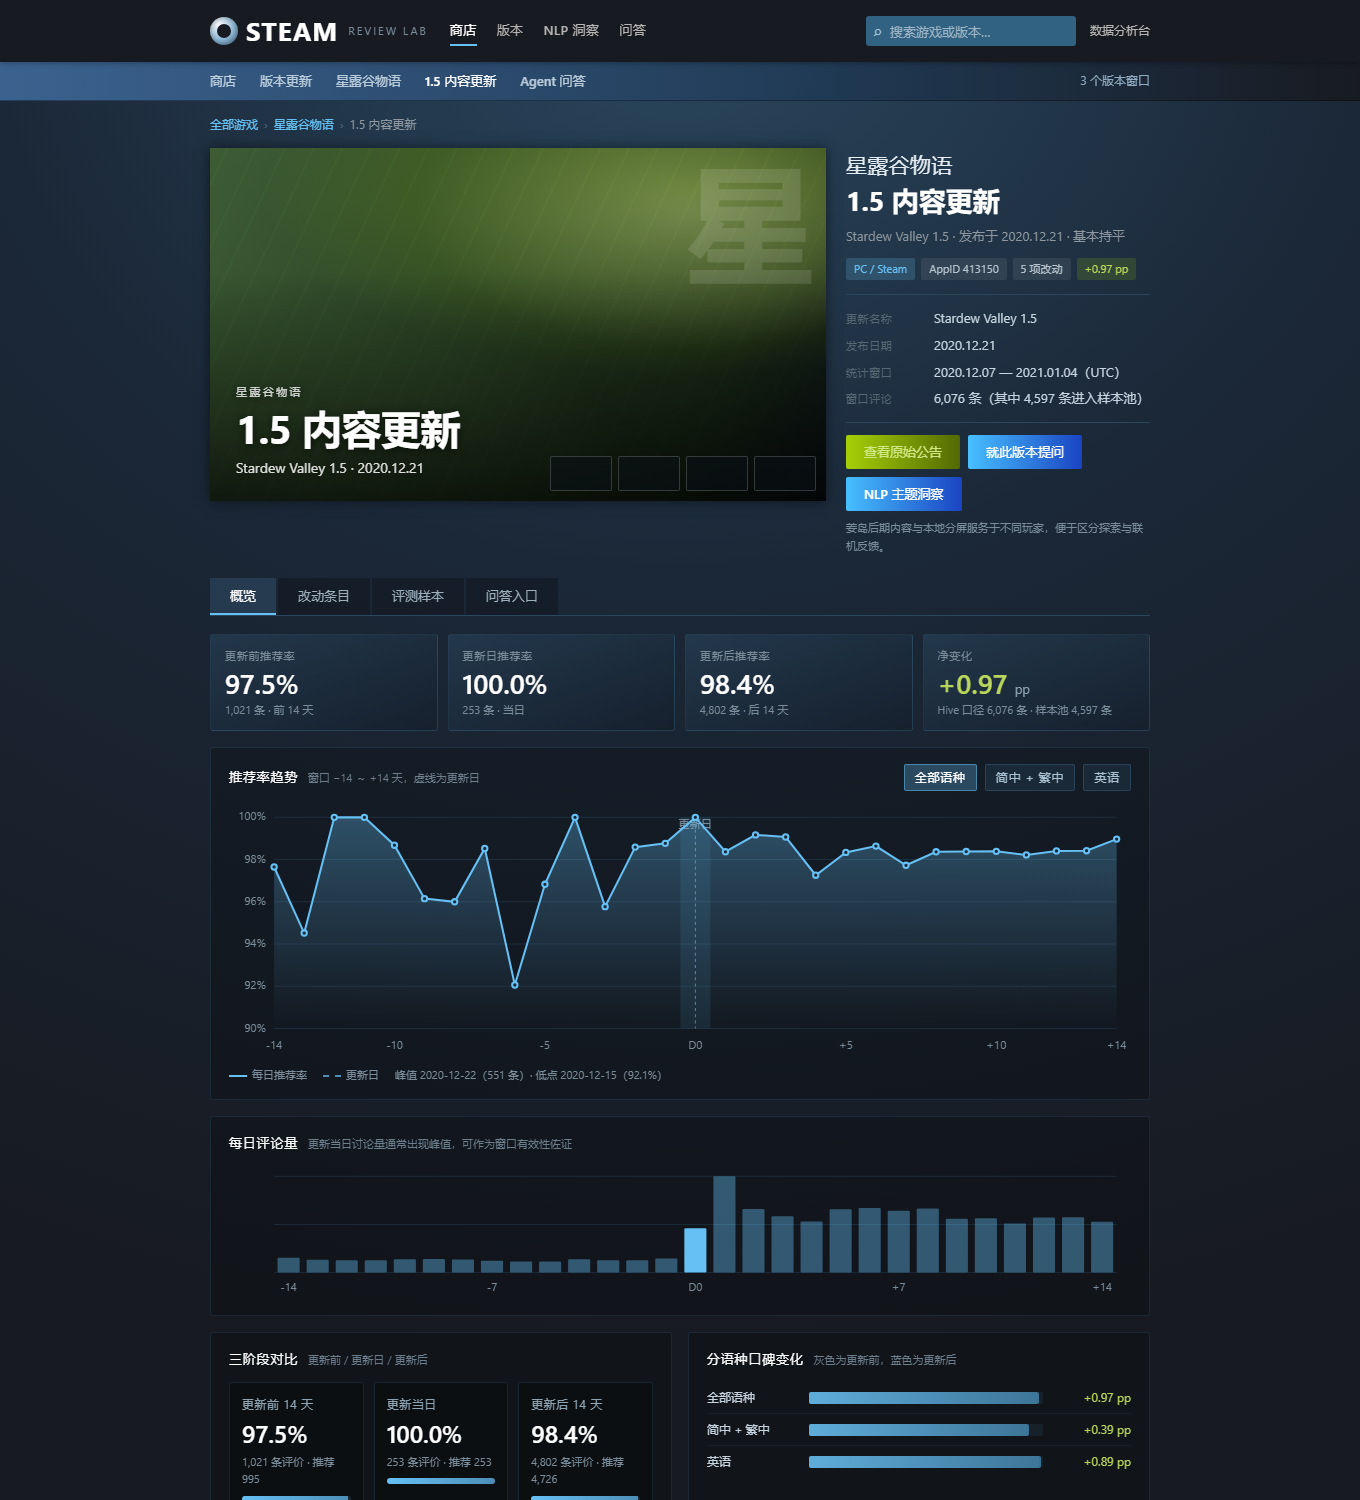 STEAM REVIEW LAB 商店 版本 NLP 洞察 问答 搜索游戏或版本... 数据分析台
商店 版本更新 星露谷物语 1.5 内容更新 Agent 问答 3 个版本窗口
全部游戏 › 星露谷物语 › 1.5 内容更新
星
星露谷物语
1.5 内容更新
Stardew Valley 1.5 · 2020.12.21
星露谷物语
1.5 内容更新
Stardew Valley 1.5 · 发布于 2020.12.21 · 基本持平
PC / Steam AppID 413150 5 项改动 +0.97 pp
更新名称 Stardew Valley 1.5
发布日期 2020.12.21
统计窗口 2020.12.07 — 2021.01.04（UTC）
窗口评论 6,076 条（其中 4,597 条进入样本池）
查看原始公告 就此版本提问
NLP 主题洞察
姜岛后期内容与本地分屏服务于不同玩家，便于区分探索与联
机反馈。
概览 改动条目 评测样本 问答入口
更新前推荐率
97.5%
1,021 条 · 前 14 天
更新日推荐率
100.0%
253 条 · 当日
更新后推荐率
98.4%
4,802 条 · 后 14 天
净变化
+0.97 pp
Hive 口径 6,076 条 · 样本池 4,597 条
推荐率趋势 窗口 −14 ～ +14 天，虚线为更新日 全部语种 简中 + 繁中 英语
更新日
100%
98%
96%
94%
92%
90%
-14 -10 -5 D0 +5 +10 +14
每日推荐率 更新日 峰值 2020-12-22（551 条）· 低点 2020-12-15（92.1%）
每日评论量 更新当日讨论量通常出现峰值，可作为窗口有效性佐证
-14 -7 D0 +7 +14
三阶段对比 更新前 / 更新日 / 更新后
更新前 14 天
97.5%
1,021 条评价 · 推荐
995
更新当日
100.0%
253 条评价 · 推荐 253
更新后 14 天
98.4%
4,802 条评价 · 推荐
4,726
分语种口碑变化 灰色为更新前，蓝色为更新后
全部语种 +0.97 pp
简中 + 繁中 +0.39 pp
英语 +0.89 pp